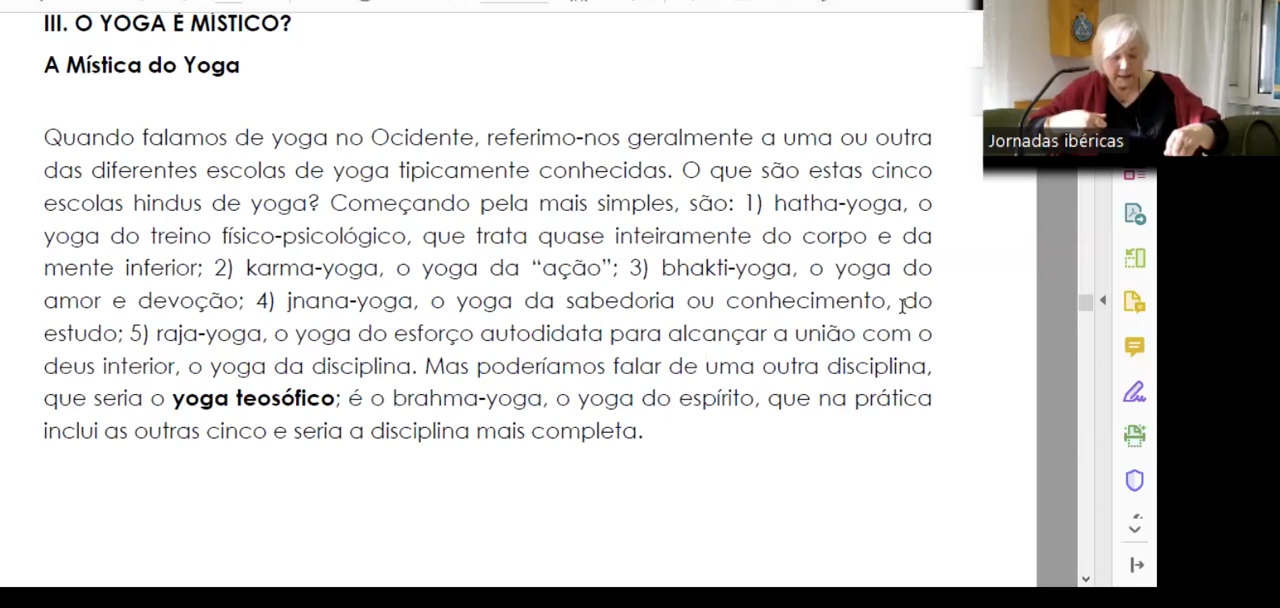 III. O YOGA É MÍSTICO?
A Mística do Yoga
Quando falamos de yoga no Ocidente, referimo-nos geralmente a uma ou outra
das diferentes escolas de yoga tipicamente conhecidas. O que são estas cinco
escolas hindus de yoga? Começando pela mais simples, são: 1) hatha-yoga, o
yoga do treino físico-psicológico, que trata quase inteiramente do corpo e da
mente inferior; 2) karma-yoga, o yoga da “ação”; 3) bhakti-yoga, o yoga do
amor e devoção; 4) jnana-yoga, o yoga da sabedoria ou conhecimento, do
estudo; 5) raja-yoga, o yoga do esforço autodidata para alcançar a união com o
deus interior, o yoga da disciplina. Mas poderíamos falar de uma outra disciplina,
que seria o yoga teosófico; é o brahma-yoga, o yoga do espírito, que na prática
inclui as outras cinco e seria a disciplina mais completa.
Jornadas ibéricas